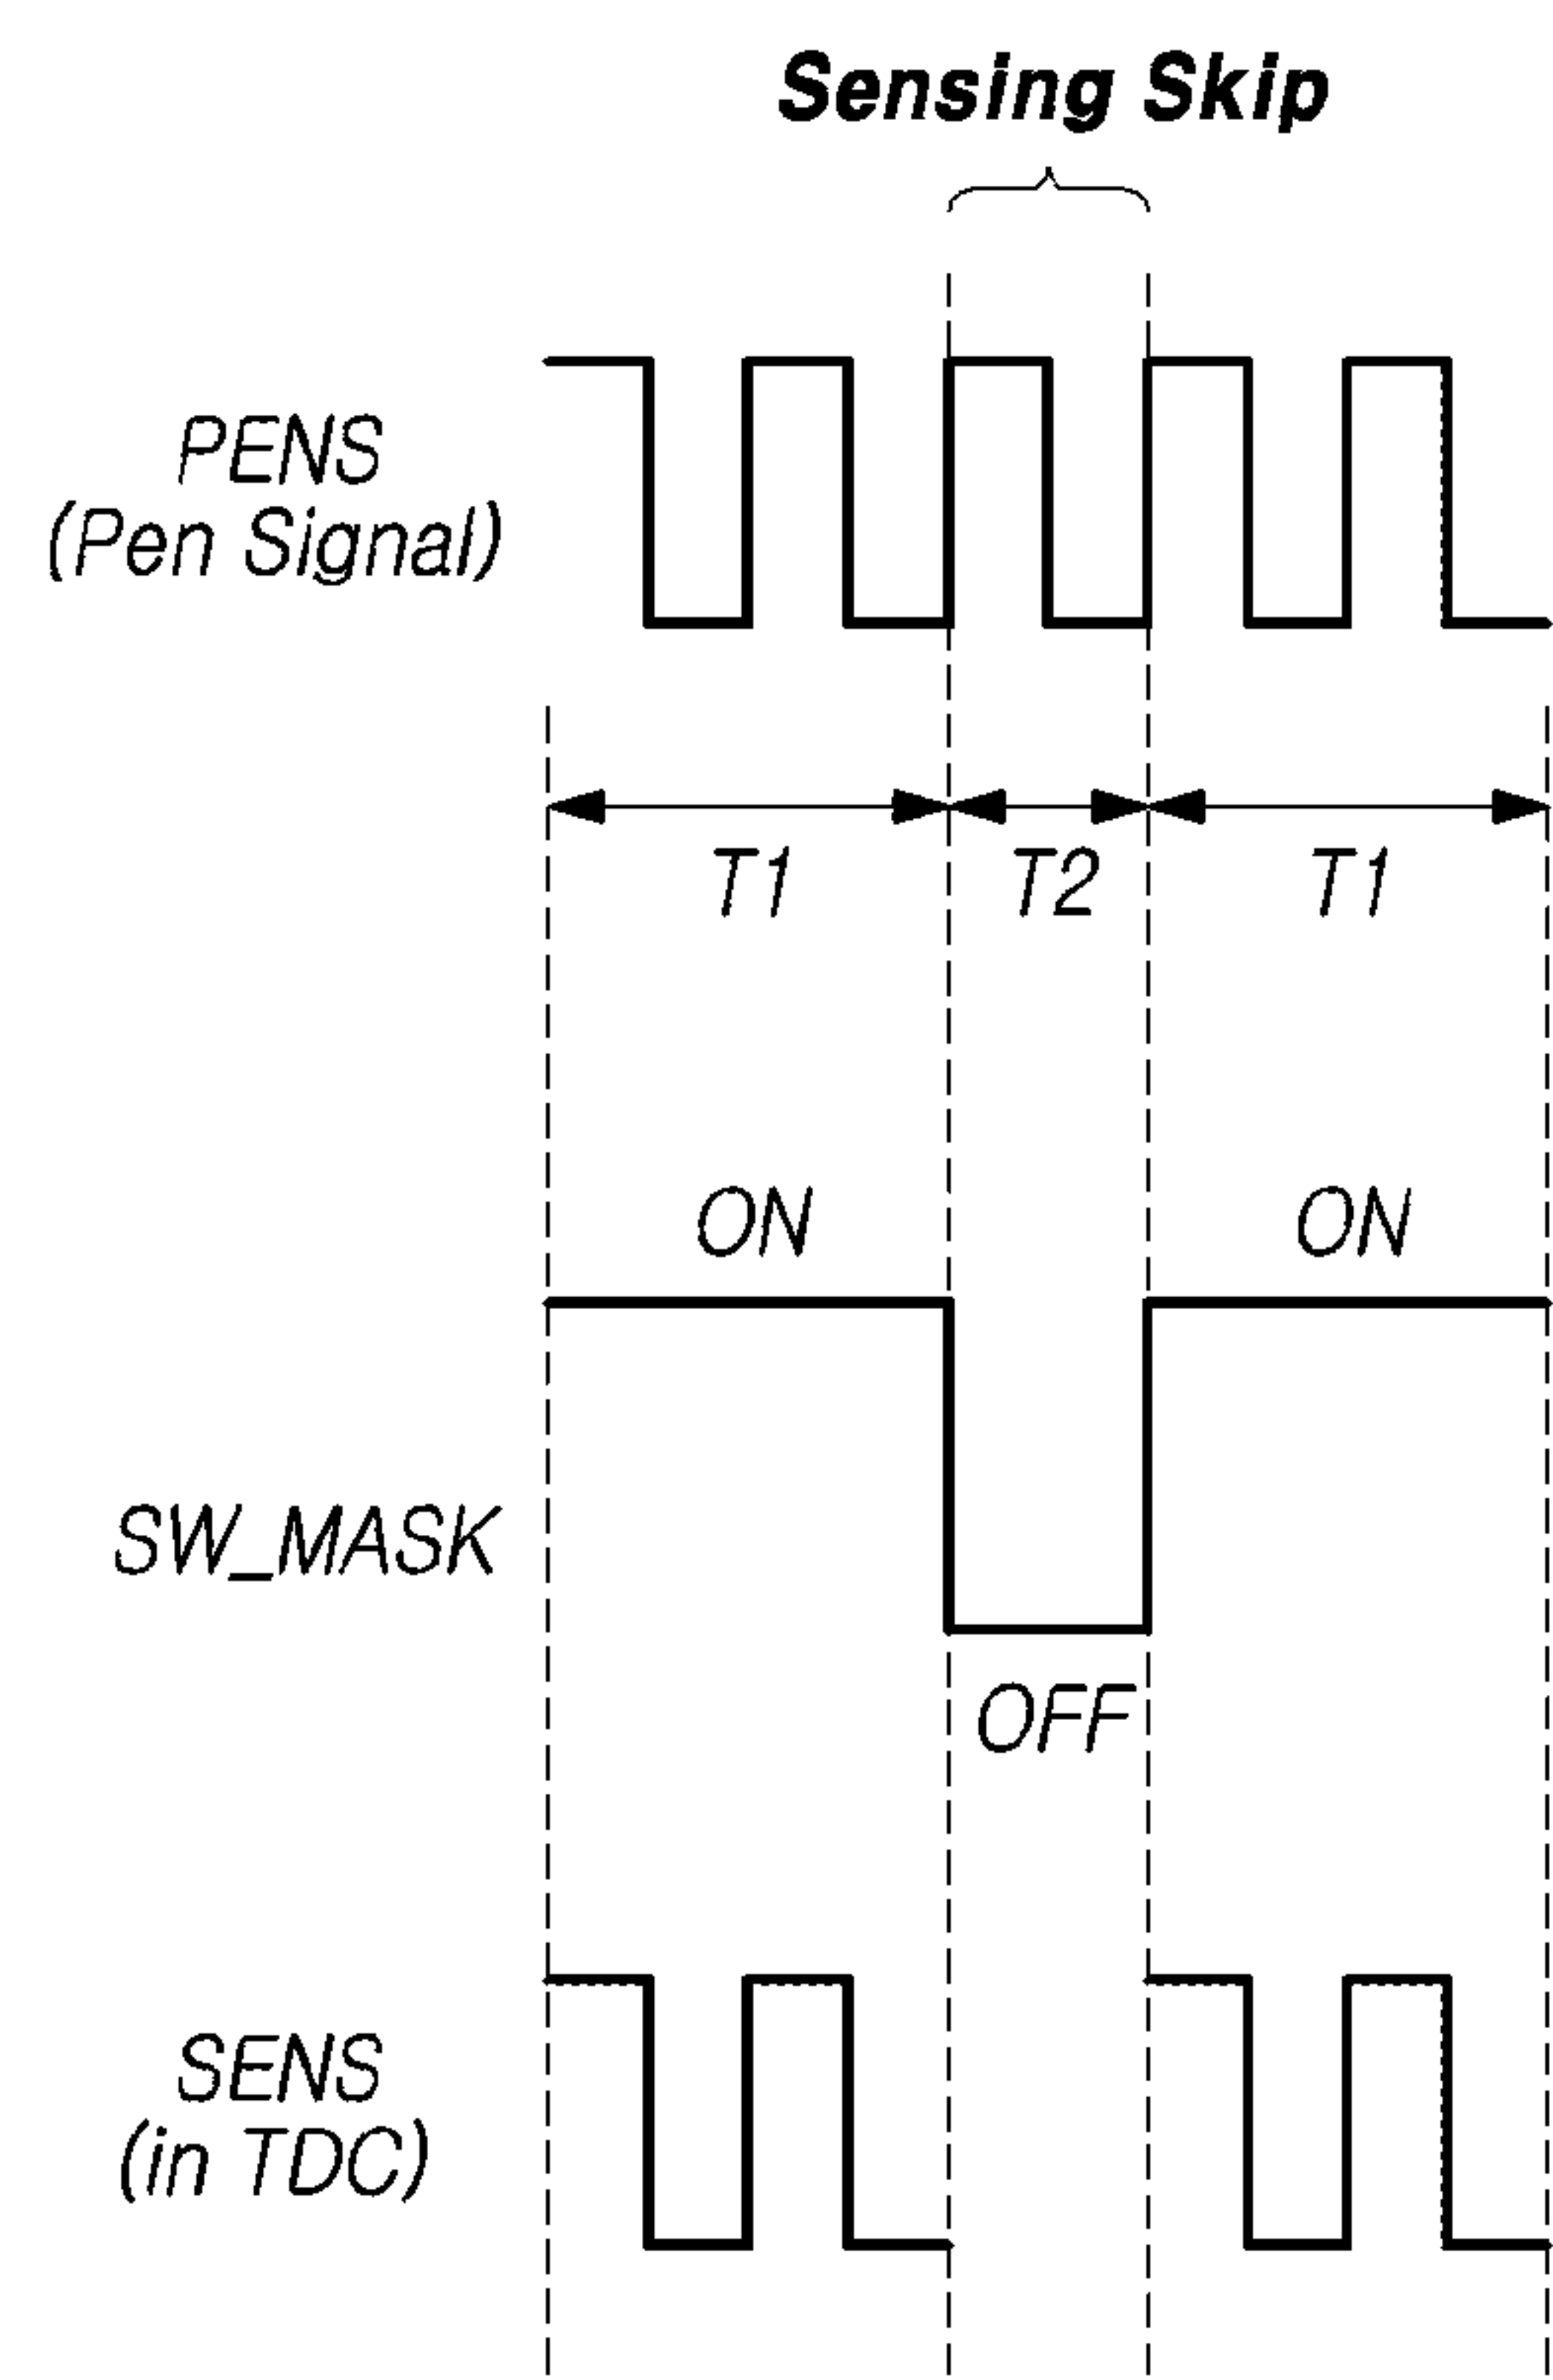 Sensing Skip
PENS
(Pen Signal)
T1
T2
T1
ON
ON
SW_MASK
OFF
SENS
(in TDC)